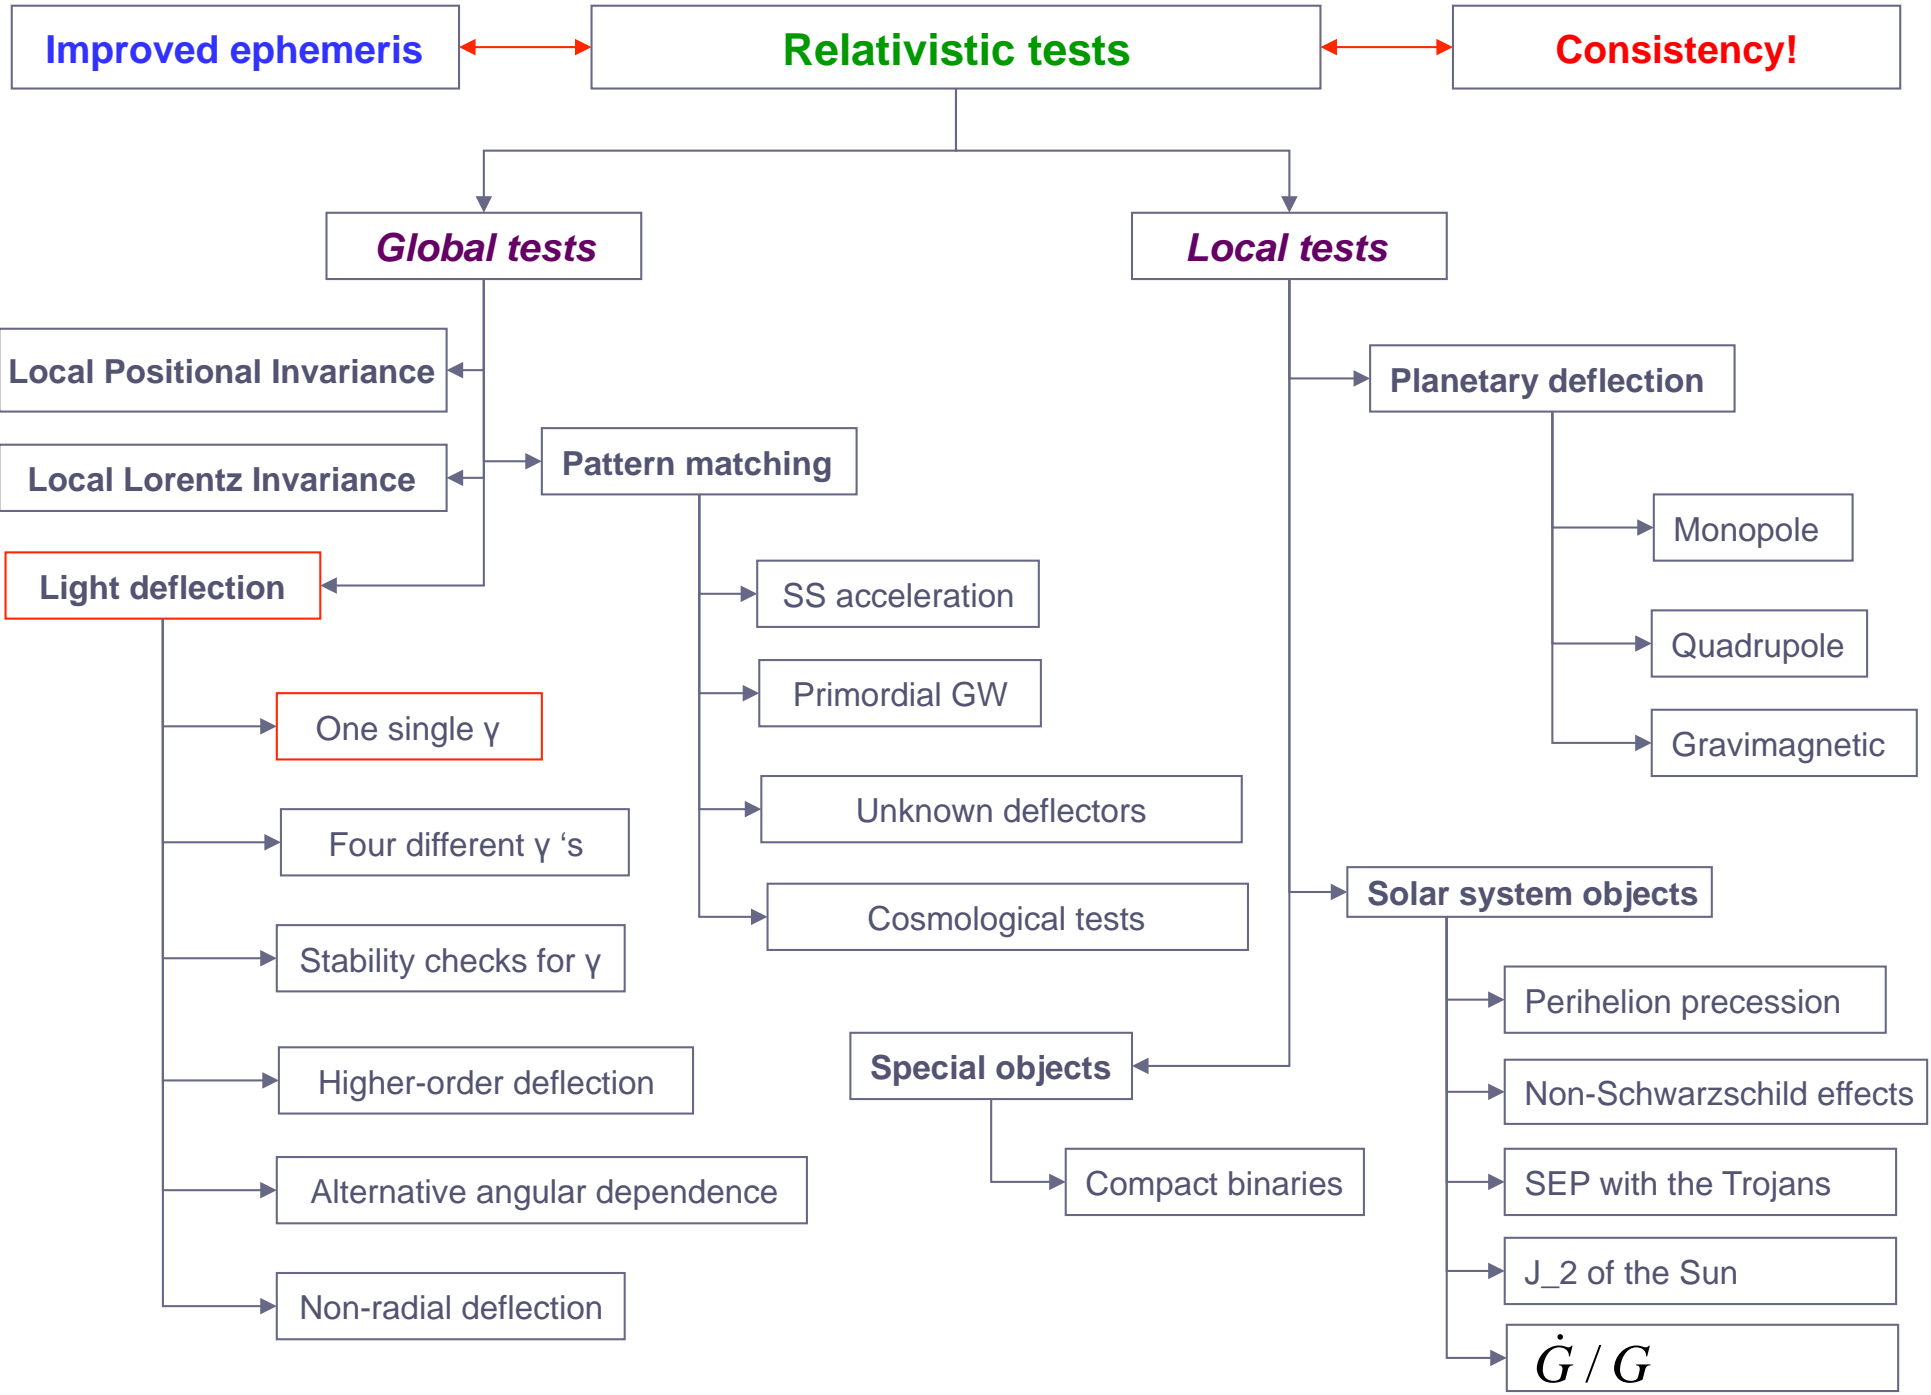 Improved ephemeris
Relativistic tests
Consistency!
Global tests
Local tests
Local Positional Invariance
Local Lorentz Invariance
Light deflection
One single γ
Four different γ ‘s
Stability checks for γ
Higher-order deflection
Alternative angular dependence
Non-radial deflection
Pattern matching
SS acceleration
Primordial GW
Unknown deflectors
Cosmological tests
Planetary deflection
Monopole
Quadrupole
Gravimagnetic
Solar system objects
Perihelion precession
Non-Schwarzschild effects
SEP with the Trojans
J_2 of the Sun
Ġ / G
Special objects
Compact binaries